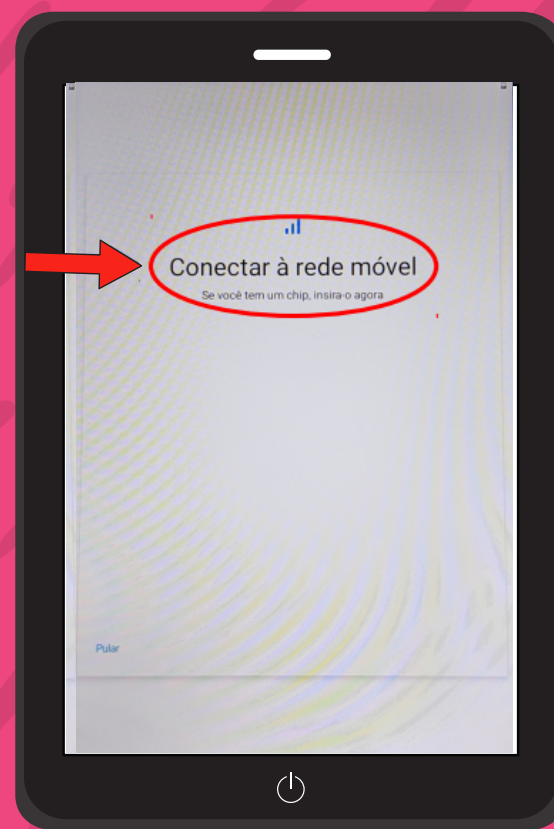 Conectar à rede móvel
Se você tem um chip, insira-o agora
Pular